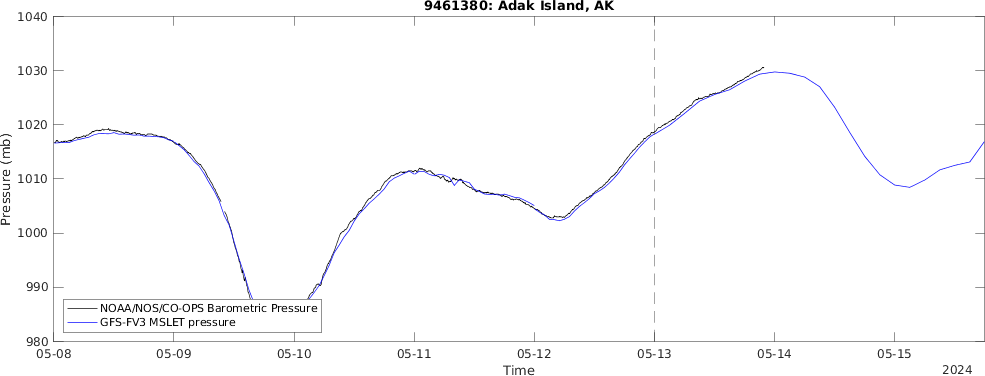 9461380: Adak Island, AK
1040
1030
1020
1010
1000
990
980
Pressure (mb)
NOAA/NOS/CO-OPS Barometric Pressure
GFS-FV3 MSLET pressure
05-08 05-09 05-10 05-11 05-12 05-13 05-14 05-15
Time
2024